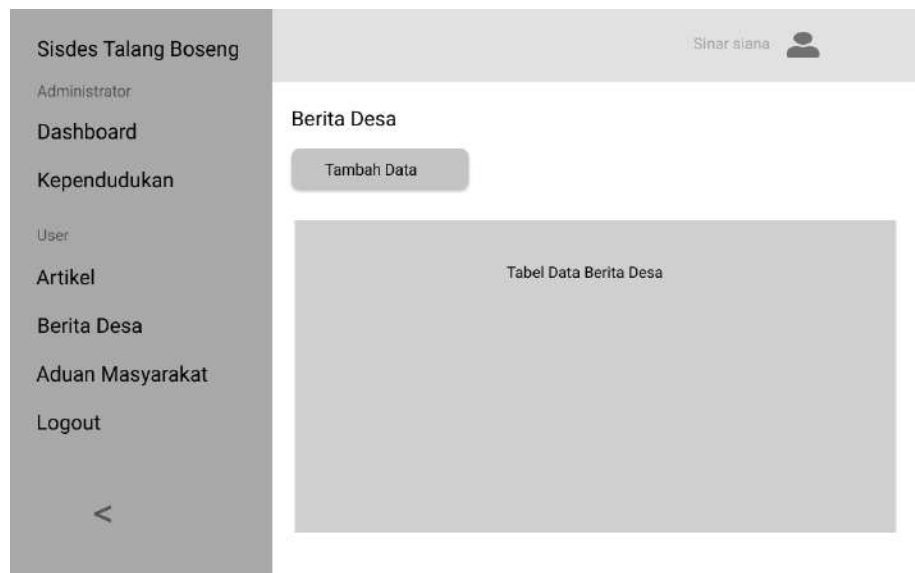 Sisdes Talang Boseng
Administrator
Dashboard
Kependudukan
User
Artikel
Berita Desa
Aduan Masyarakat
Logout
<
Sinar siana
Berita Desa
Tambah Data
Tabel Data Berita Desa